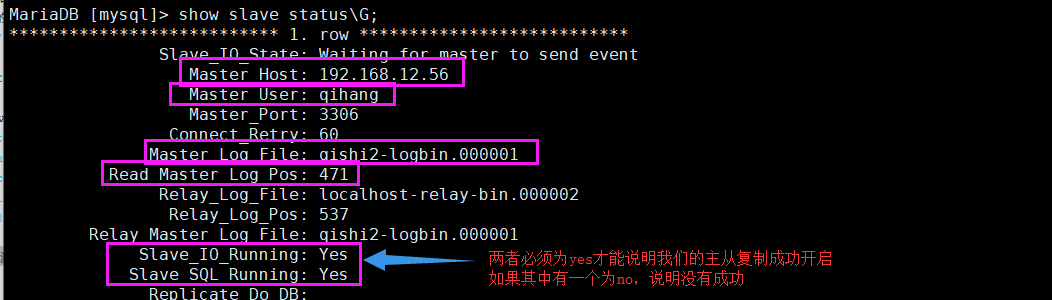 MariaDB [mysql]> show slave status\G;
*************************** 1. row ***************************
Slave_IO_State: Waiting for master to send event
Master_Host: 192.168.12.56
Master_User: qihang
Master_Port: 3306
Connect_Retry: 60
Master_Log_File: qishi2-logbin.000001
Read_Master_Log_Pos: 471
Relay_Log_File: localhost-relay-bin.000002
Relay_Log_Pos: 537
Relay_Master_Log_File: qishi2-logbin.000001
Slave_IO_Running: Yes
Slave_SQL_Running: Yes
两者必须为yes才能说明我们的主从复制成功开启
如果其中有一个为no，说明没有成功
Replicate_Do_DB: